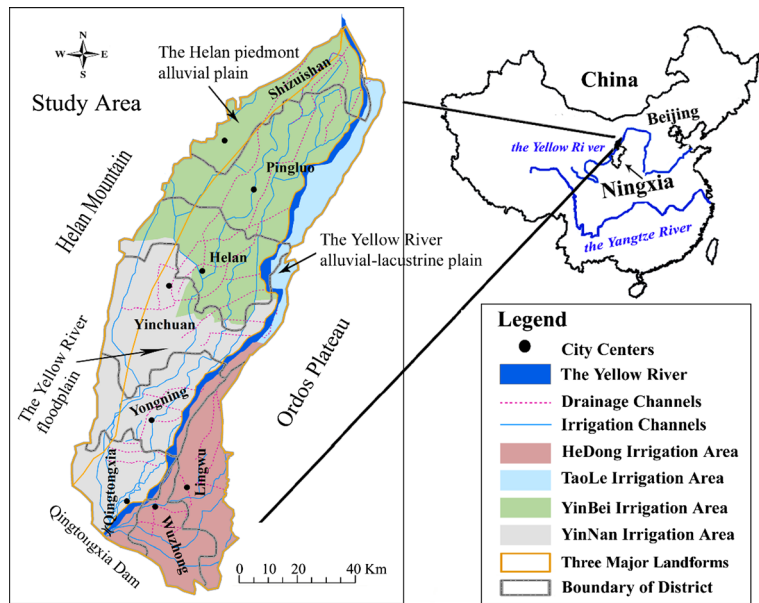 N
W E
S
Study Area
The Helan piedmont
alluvial plain
Shizuishan
Pingluo
Helan Mountain
Helan
The Yellow River
alluvial-lacustrine plain
Yinchuan
The Yellow River
floodplain
Ordos Plateau
Yongning
Qingtongxia
Lingwu
Wuzhong
Qingtongxia Dam
0 10 20 40 Km
China
Beijing
the Yellow River
Ningxia
the Yangtze River
Legend
City Centers
The Yellow River
Drainage Channels
Irrigation Channels
HeDong Irrigation Area
TaoLe Irrigation Area
YinBei Irrigation Area
YinNan Irrigation Area
Three Major Landforms
Boundary of District